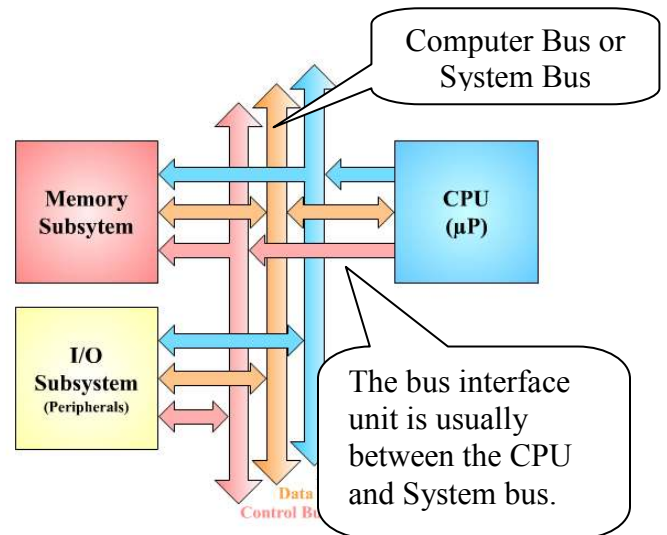 Computer Bus or
System Bus
Memory
Subsytem
CPU
(µP)
I/O
Subsystem
(Peripherals)
The bus interface
unit is usually
between the CPU
and System bus.
Data
Control